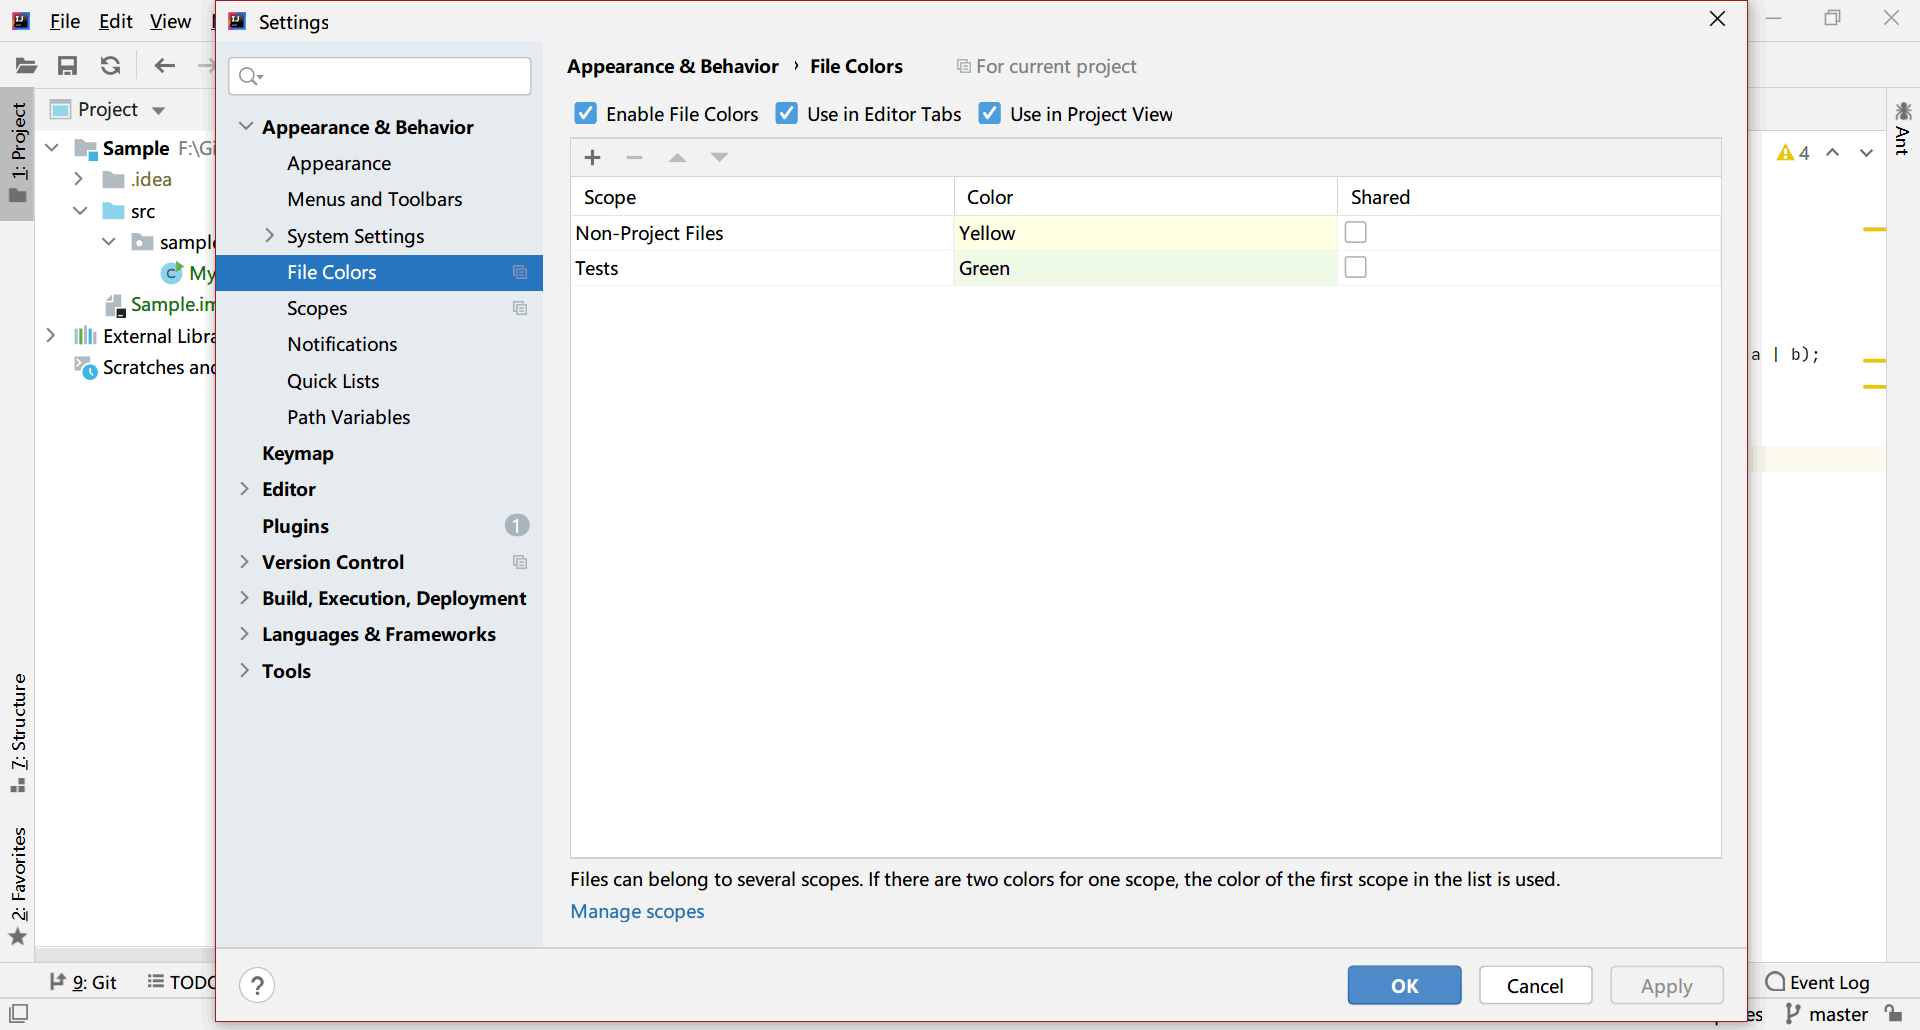 File Edit View
Settings
Appearance & Behavior › File Colors For current project
Enable File Colors Use in Editor Tabs Use in Project View
Scope Color Shared
Non-Project Files Yellow
Tests Green
Files can belong to several scopes. If there are two colors for one scope, the color of the first scope in the list is used.
Manage scopes
Appearance & Behavior
Appearance
Menus and Toolbars
System Settings
File Colors
Scopes
Notifications
Quick Lists
Path Variables
Keymap
Editor
Plugins 1
Version Control
Build, Execution, Deployment
Languages & Frameworks
Tools
? OK Cancel Apply
1: Project
7: Structure
2: Favorites
Project
Sample F:\Gi
.idea
src
sample
My
Sample.im
External Libra
Scratches and
4
Ant
a | b);
9: Git TODO
Event Log
master